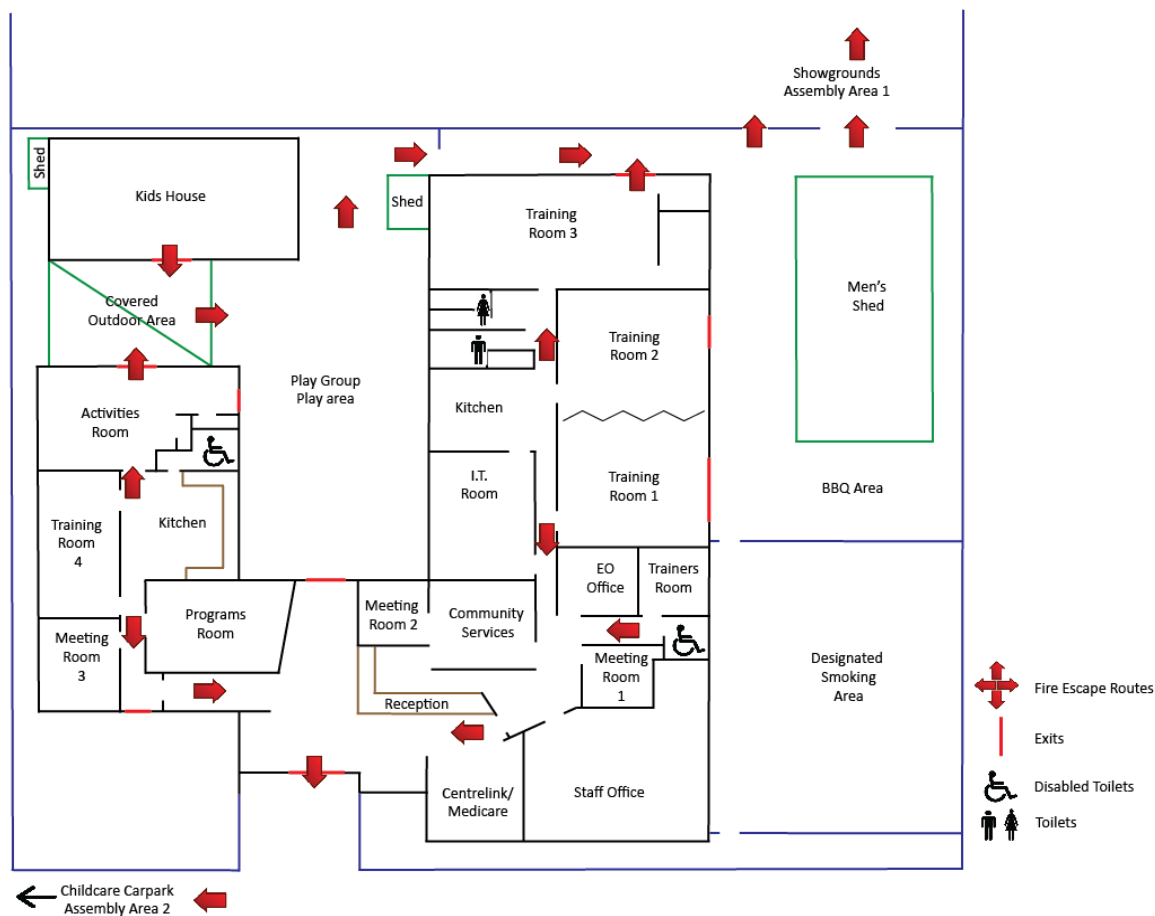 Showgrounds
Assembly Area 1
Shed
Kids House
Shed
Training
Room 3
Covered
Outdoor Area
Men's
Shed
Training
Room 2
Play Group
Play area
Activities
Room
Kitchen
I.T.
Room
Training
Room 1
BBQ Area
Training
Room
4
Kitchen
EO
Office
Trainers
Room
Programs
Room
Meeting
Room 2
Community
Services
Meeting
Room
3
Meeting
Room
1
Designated
Smoking
Area
Reception
Centrelink/
Medicare
Staff Office
Fire Escape Routes
Exits
Disabled Toilets
Toilets
Childcare Carpark
Assembly Area 2